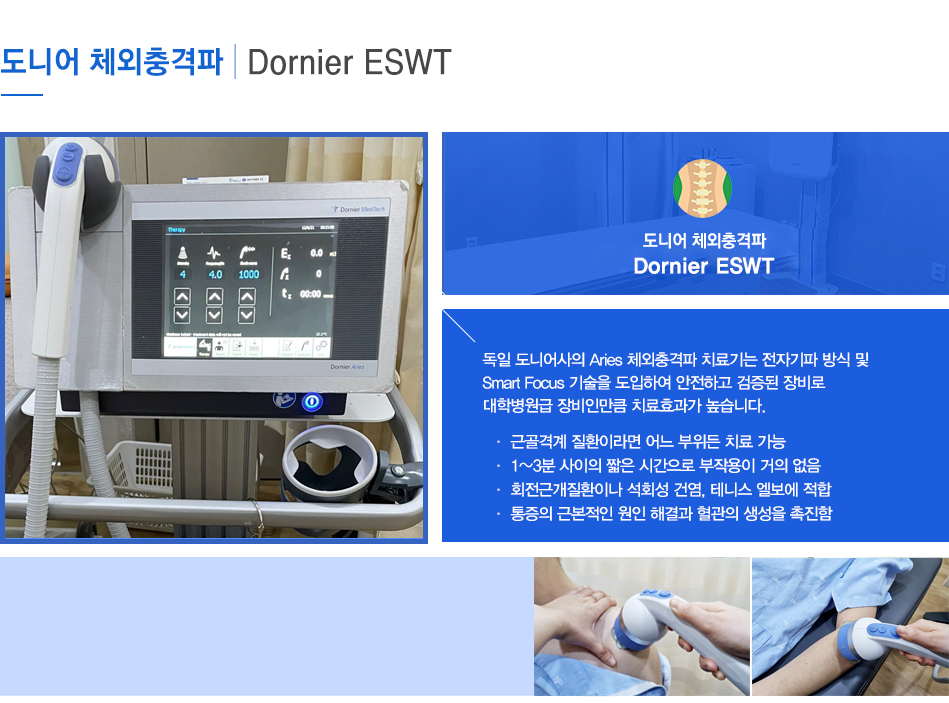 도니어 체외충격파 Dornier ESWT
Dornier MedTech
Therapy
Intensity
Frequency/Hz
Shock-wave
4
4.0
1000
E
0.0
0
t
00:00
Dornier Aries
도니어 체외충격파
Dornier ESWT
독일 도니어사의 Aries 체외충격파 치료기는 전자기파 방식 및
Smart Focus 기술을 도입하여 안전하고 검증된 장비로
대학병원급 장비인만큼 치료효과가 높습니다.
· 근골격계 질환이라면 어느 부위든 치료 가능
· 1~3분 사이의 짧은 시간으로 부작용이 거의 없음
· 회전근개질환이나 석회성 건염, 테니스 엘보에 적합
· 통증의 근본적인 원인 해결과 혈관의 생성을 촉진함